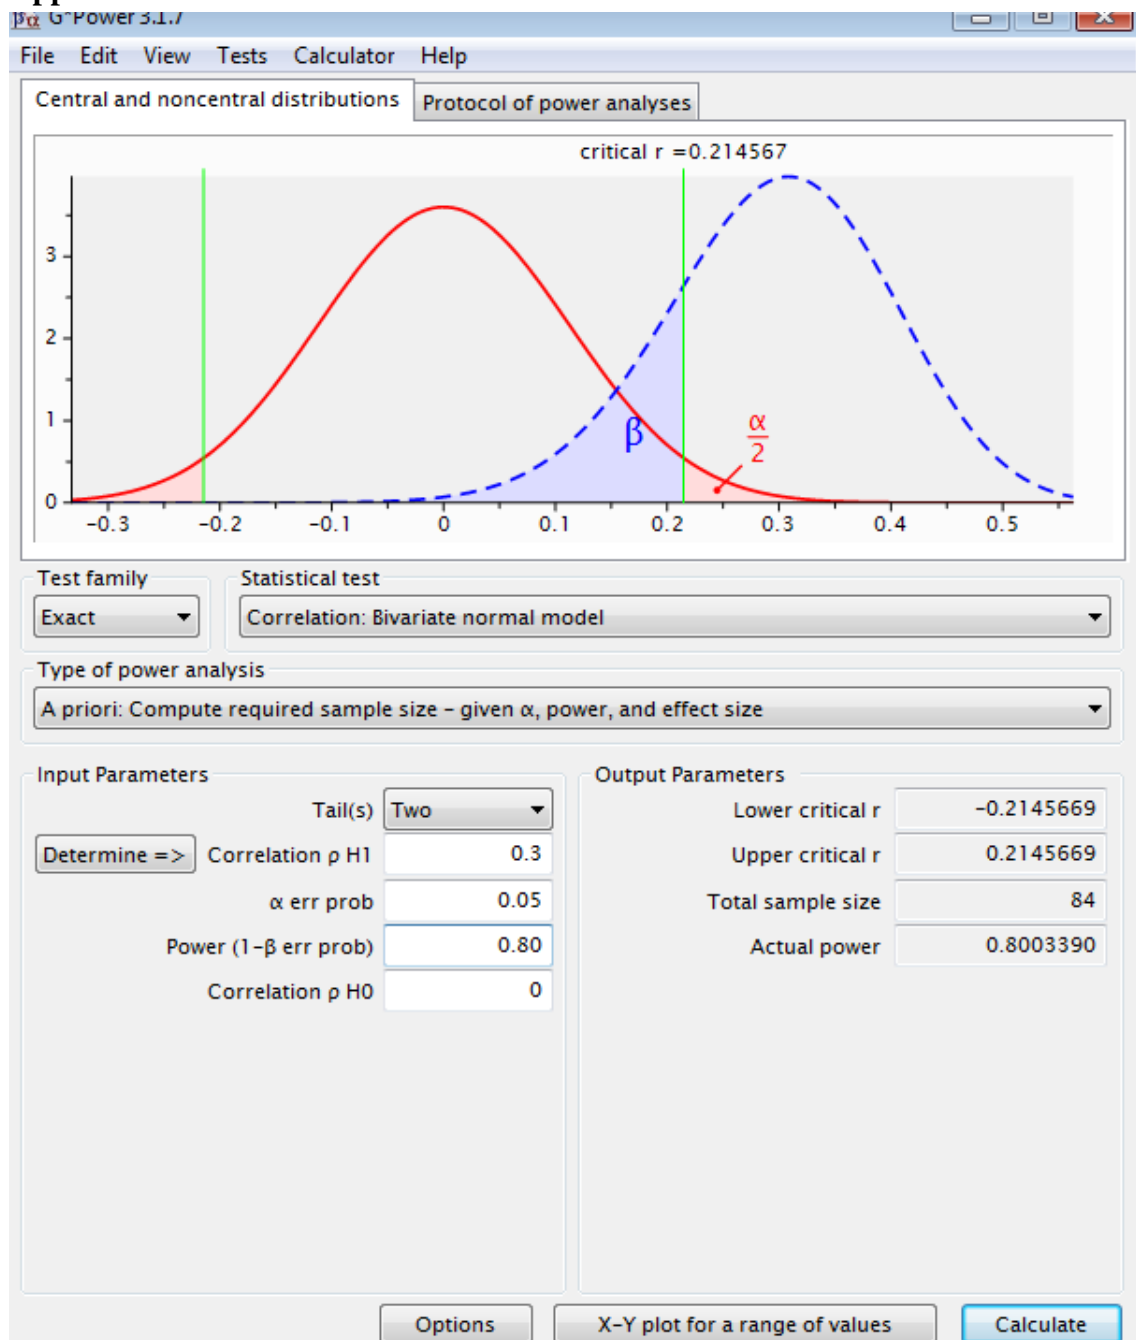 βα G*Power 3.1.7
File Edit View Tests Calculator Help
Central and noncentral distributions Protocol of power analyses
critical r =0.214567
3
2
1
0
β
α
2
-0.3 -0.2 -0.1 0 0.1 0.2 0.3 0.4 0.5
Test family Statistical test
Exact Correlation: Bivariate normal model
Type of power analysis
A priori: Compute required sample size – given α, power, and effect size
Input Parameters Output Parameters
Tail(s) Two Lower critical r -0.2145669
Determine => Correlation ρ H1 0.3 Upper critical r 0.2145669
α err prob 0.05 Total sample size 84
Power (1-β err prob) 0.80 Actual power 0.8003390
Correlation ρ H0 0
Options X-Y plot for a range of values Calculate